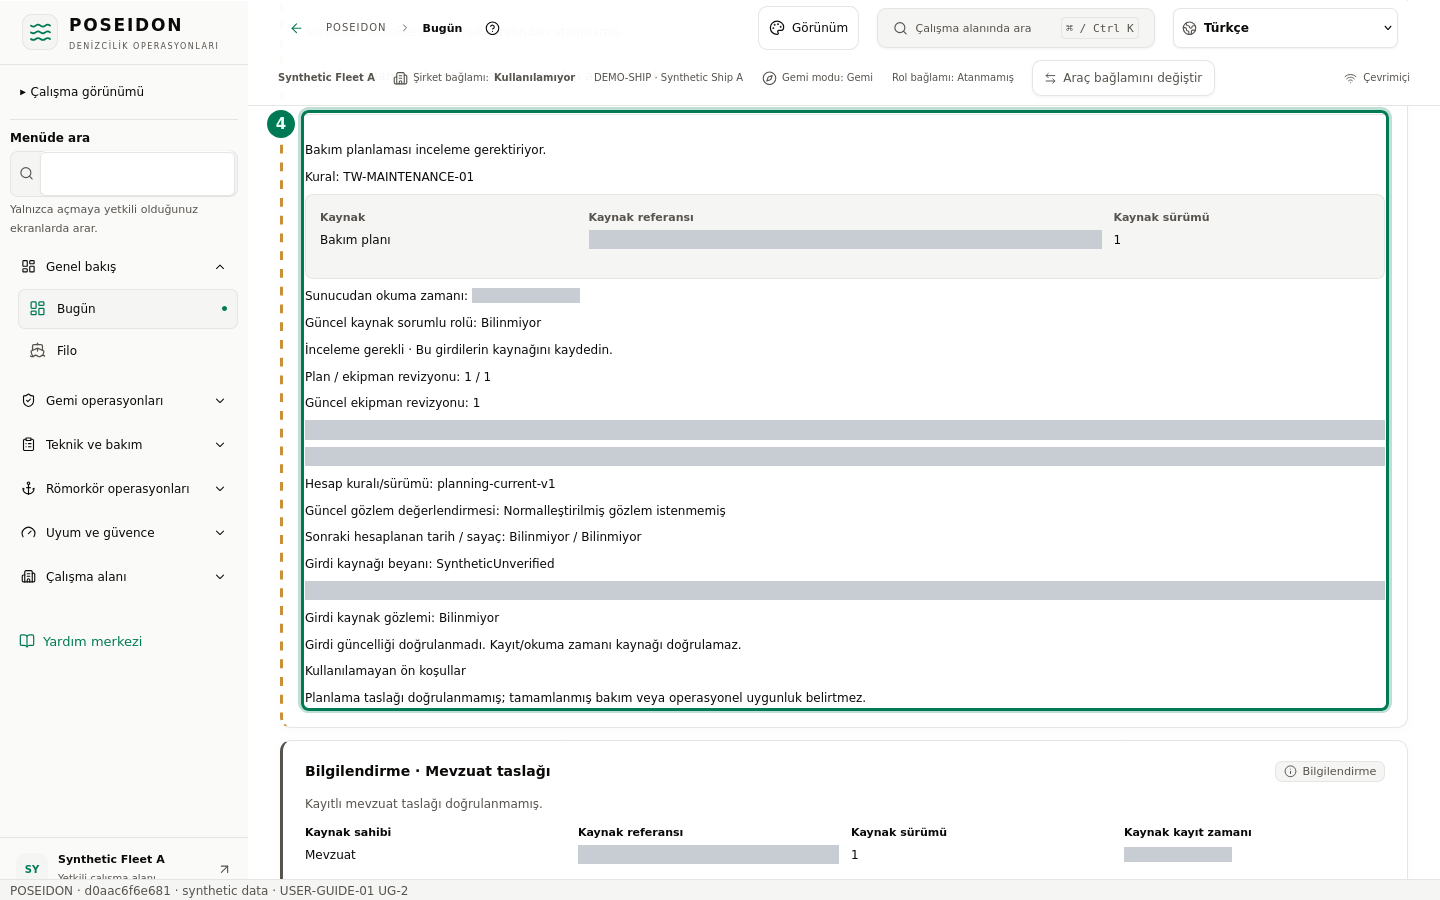 POSEIDON
DENİZCİLİK OPERASYONLARI
▸ Çalışma görünümü
Menüde ara
Yalnızca açmaya yetkili olduğunuz
ekranlarda arar.
Genel bakış
Bugün
Filo
Gemi operasyonları
Teknik ve bakım
Römorkör operasyonları
Uyum ve güvence
Çalışma alanı
Yardım merkezi
SY
Synthetic Fleet A
Yetkili çalışma alanı
POSEIDON > Bugün
Görünüm
Çalışma alanında ara ⌘ / Ctrl K
Türkçe
Synthetic Fleet A Şirket bağlamı: Kullanılamıyor DEMO-SHIP · Synthetic Ship A Gemi modu: Gemi Rol bağlamı: Atanmamış Araç bağlamını değiştir Çevrimiçi
4
Bakım planlaması inceleme gerektiriyor.
Kural: TW-MAINTENANCE-01
Kaynak Kaynak referansı Kaynak sürümü
Bakım planı 1
Sunucudan okuma zamanı:
Güncel kaynak sorumlu rolü: Bilinmiyor
İnceleme gerekli · Bu girdilerin kaynağını kaydedin.
Plan / ekipman revizyonu: 1 / 1
Güncel ekipman revizyonu: 1
Hesap kuralı/sürümü: planning-current-v1
Güncel gözlem değerlendirmesi: Normalleştirilmiş gözlem istenmemiş
Sonraki hesaplanan tarih / sayaç: Bilinmiyor / Bilinmiyor
Girdi kaynağı beyanı: SyntheticUnverified
Girdi kaynak gözlemi: Bilinmiyor
Girdi güncelliği doğrulanmadı. Kayıt/okuma zamanı kaynağı doğrulamaz.
Kullanılamayan ön koşullar
Planlama taslağı doğrulanmamış; tamamlanmış bakım veya operasyonel uygunluk belirtmez.
Bilgilendirme · Mevzuat taslağı
Bilgilendirme
Kayıtlı mevzuat taslağı doğrulanmamış.
Kaynak sahibi Kaynak referansı Kaynak sürümü Kaynak kayıt zamanı
Mevzuat 1
POSEIDON · d0aac6f6e681 · synthetic data · USER-GUIDE-01 UG-2